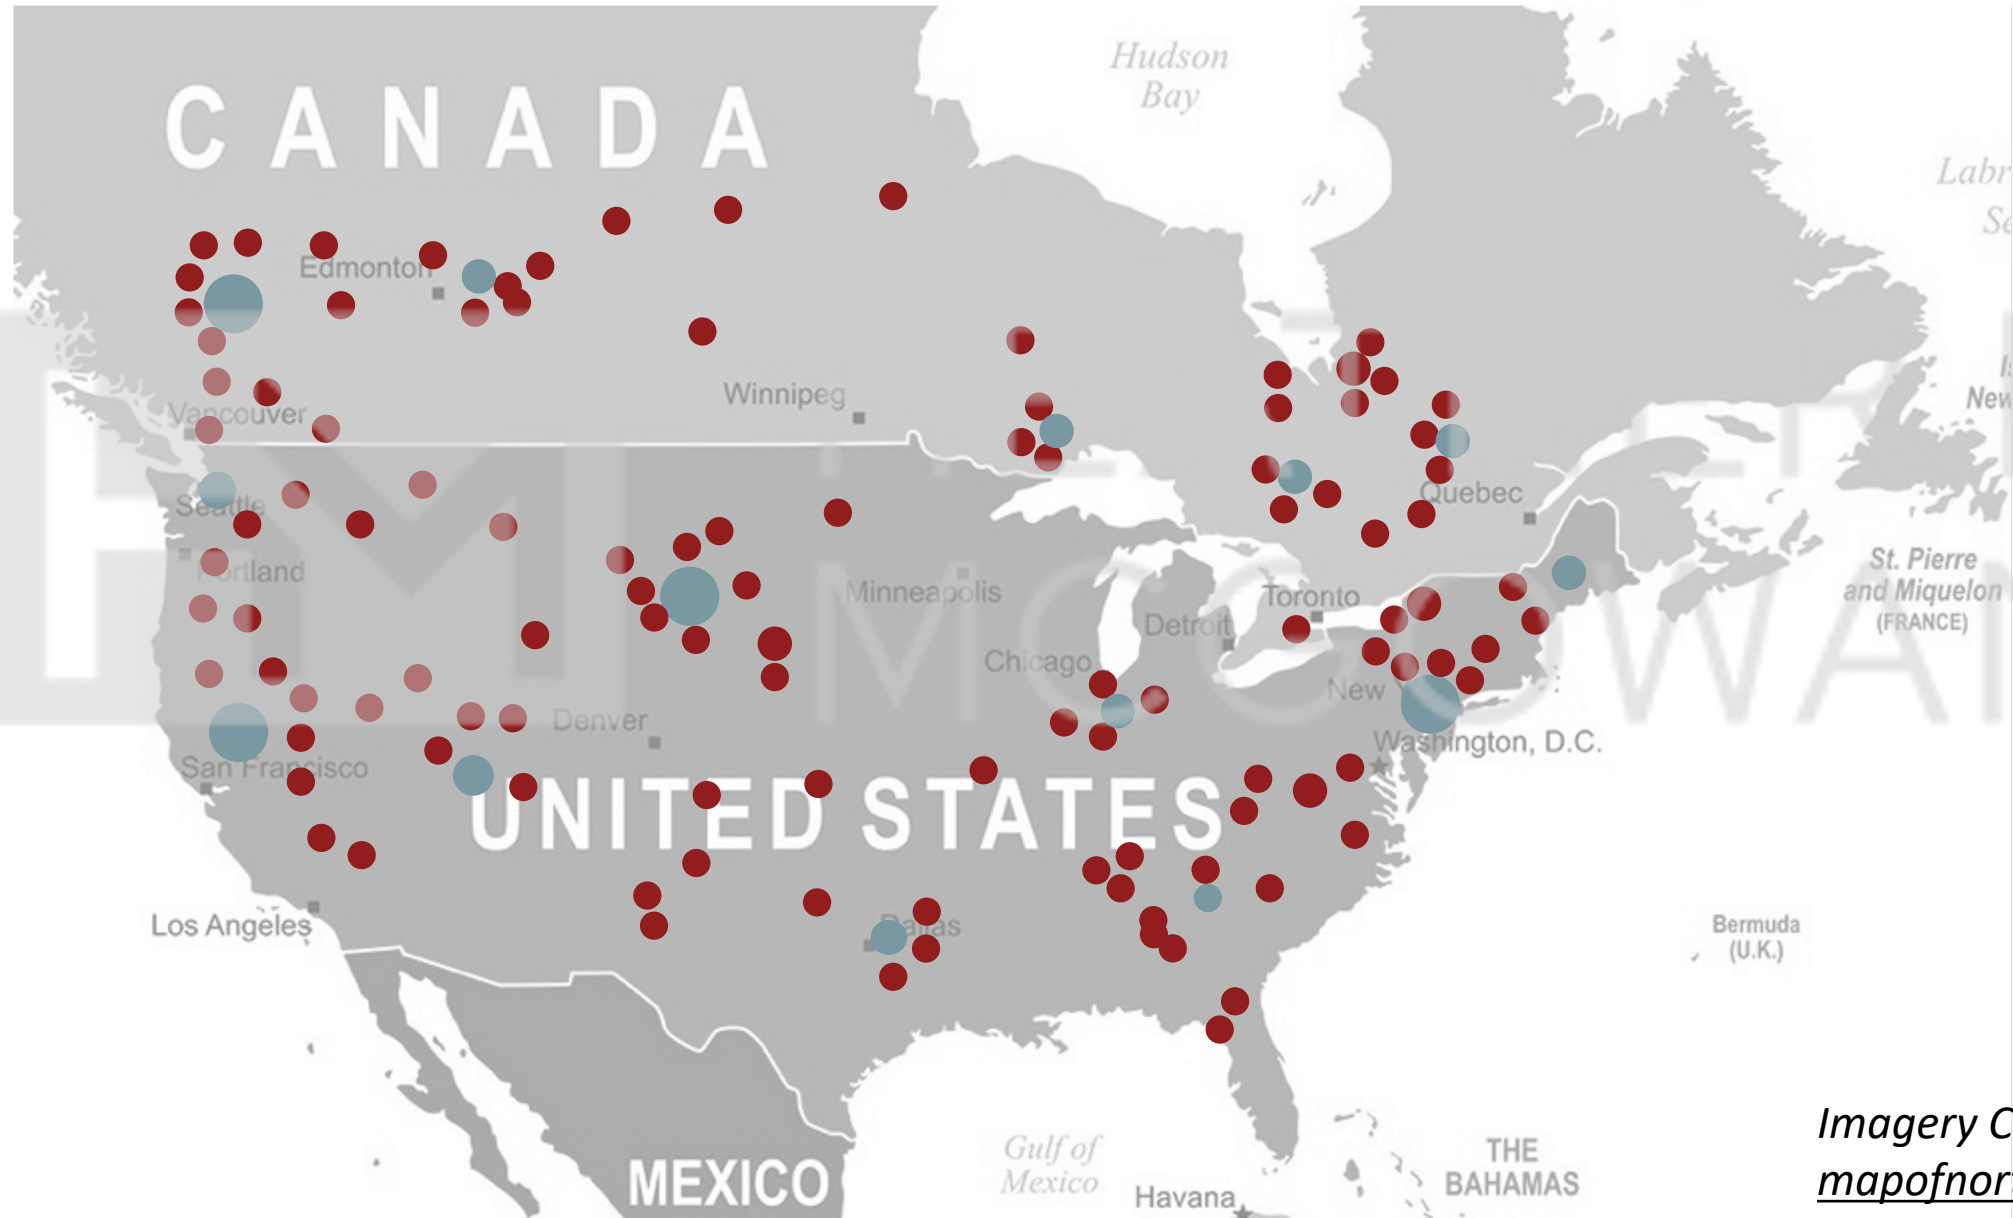 Hudson
Bay
CANADA
Labr
Se
Edmonton
Winnipeg
Vancouver
New
Seattle
Quebec
Portland
Minneapolis
Toronto
St. Pierre
and Miquelon
(FRANCE)
Detroit
Chicago
New
Denver
Washington, D.C.
San Francisco
UNITED STATES
Los Angeles
Dallas
Bermuda
(U.K.)
Gulf of
Mexico
MEXICO
Havana
THE
BAHAMAS
Imagery C
mapofnor